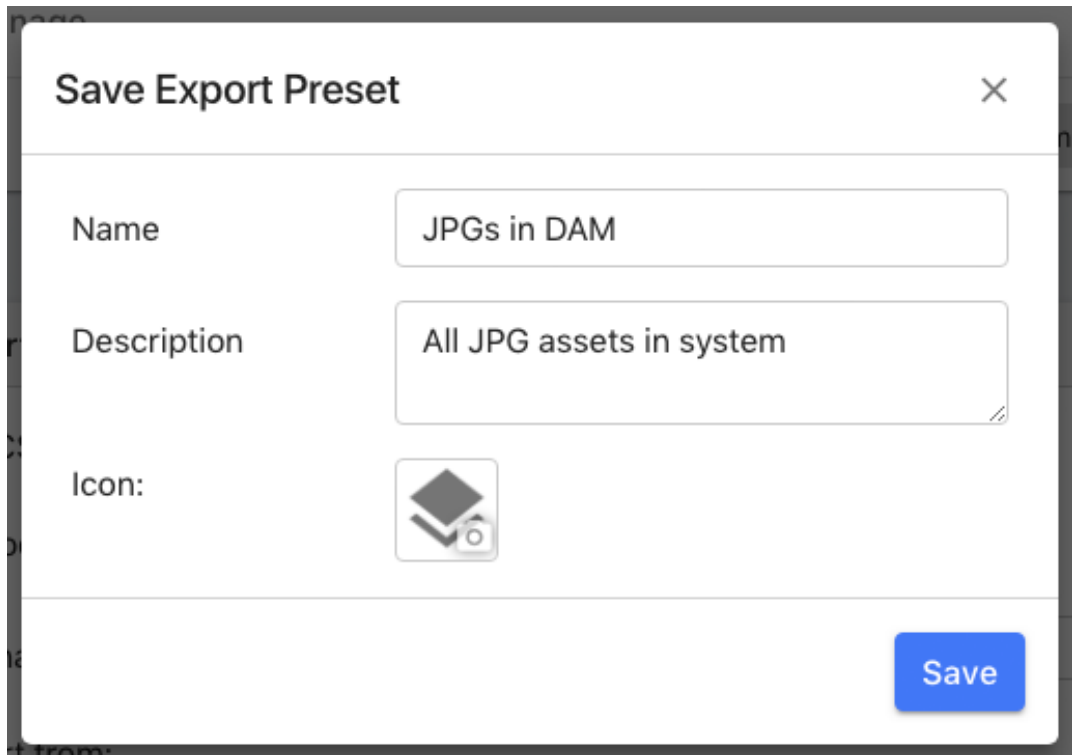 Save Export Preset
Name
JPGs in DAM
Description
All JPG assets in system
Icon:
Save